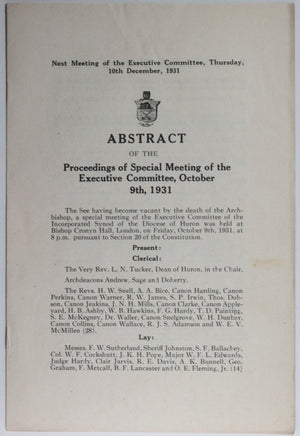 Next Meeting of the Executive Committee, Thursday,
10th December, 1931
ABSTRACT
OF THE
Proceedings of Special Meeting of the
Executive Committee, October
9th, 1931
The See having become vacant by the death of the Arch-
bishop, a special meeting of the Executive Committee of the
Incorporated Synod of the Diocese of Huron was held at
Bishop Cronyn Hall, London, on Friday, October 9th, 1931, at
8 p.m. pursuant to Section 20 of the Constitution.
Present:
Clerical:
The Very Rev. L. N. Tucker, Dean of Huron, in the Chair.
Archdeacons Andrew, Sage and Doherty.
The Revs. H. W. Snell, A. A. Bice, Canon Harding, Canon
Perkins, Canon Warner, R. W. James, S. P. Irwin, Thos. Dob-
son, Canon Jeakins, J. N. H. Mills, Canon Clarke, Canon Apple-
yard, H. B. Ashby, W. B. Hawkins, F. G. Hardy, T. D. Painting,
S. E. McKegney, Dr. Waller, Canon Snelgrove, W. H. Dunbar,
Canon Collins, Canon Wallace, R. J. S. Adamson and W. E. V.
McMillen (28).
Lay:
Messrs. F. W. Sutherland, Sheriff Johnston, S. F. Ballachey,
Col. W. F. Cockshutt, J. K. H. Pope, Major W. F. L. Edwards,
Judge Hardy, Clair Jarvis, R. E. Davis, A. K. Bunnell, Geo.
Graham, F. Metcalf, B. F. Lancaster and O. E. Fleming, Jr. (14)